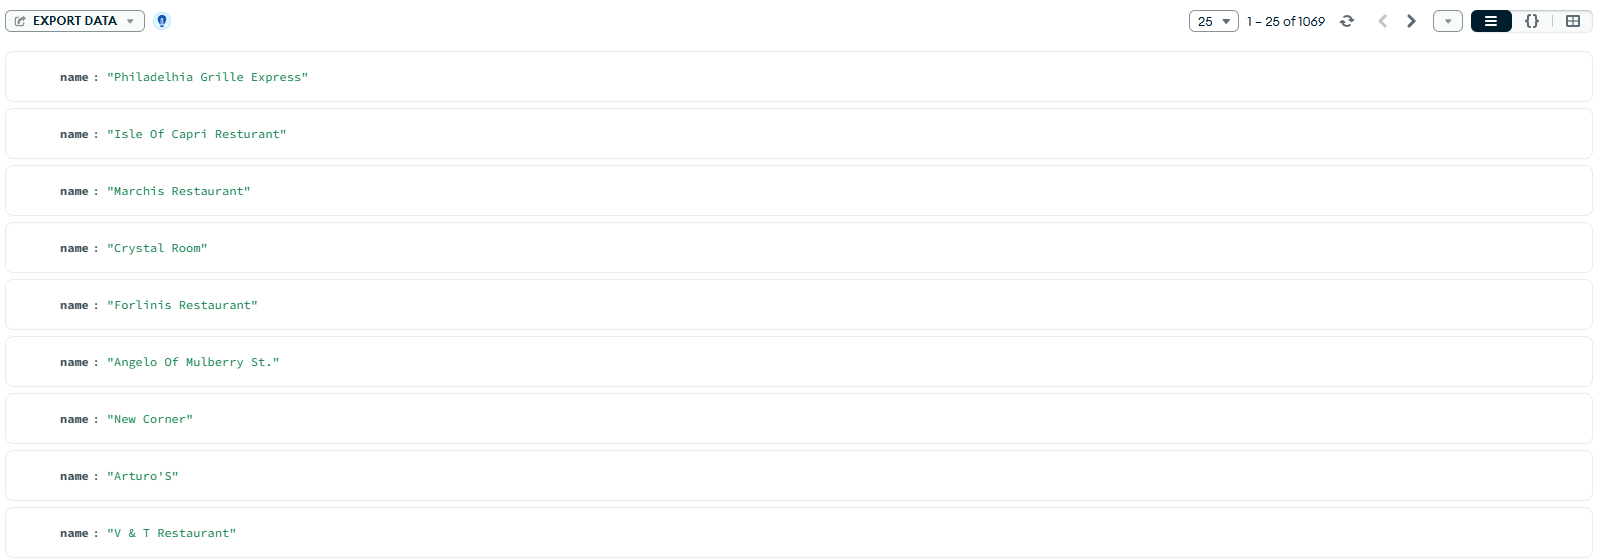 EXPORT DATA 25 1 – 25 of 1069 {}
name : "Philadelhia Grille Express"
name : "Isle Of Capri Resturant"
name : "Marchis Restaurant"
name : "Crystal Room"
name : "Forlinis Restaurant"
name : "Angelo Of Mulberry St."
name : "New Corner"
name : "Arturo'S"
name : "V & T Restaurant"